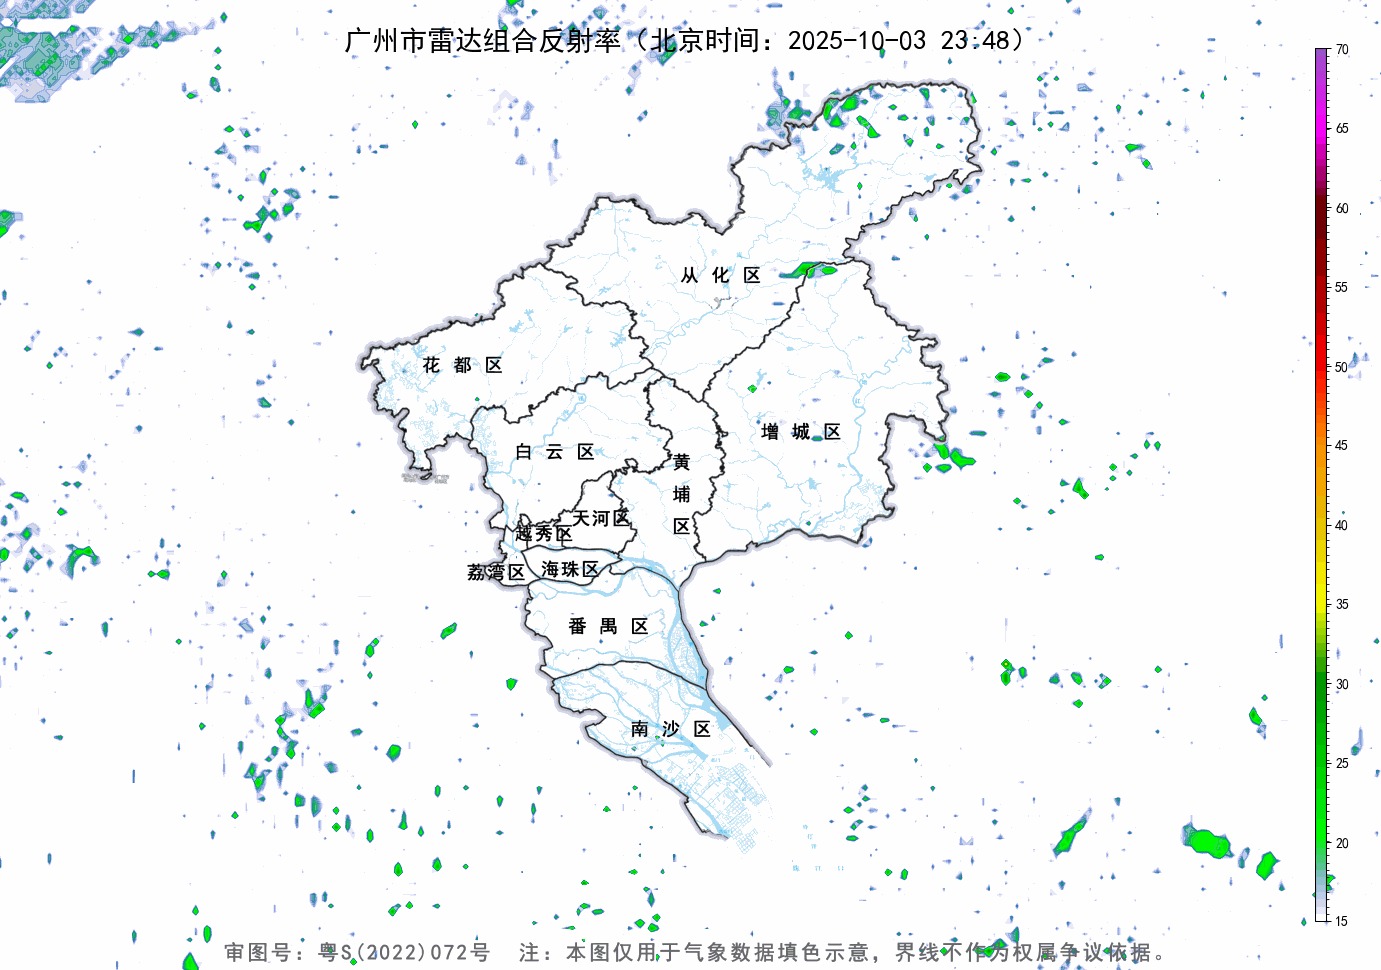 广州市雷达组合反射率（北京时间：2025-10-03 23:48）
70
65
60
55
50
45
40
35
30
25
20
15
从化区
花都区
增城区
白云区
黄埔区
天河区
越秀区
荔湾区
海珠区
番禺区
南沙区
审图号：粤S(2022)072号 注：本图仅用于气象数据填色示意，界线不作为权属争议依据。